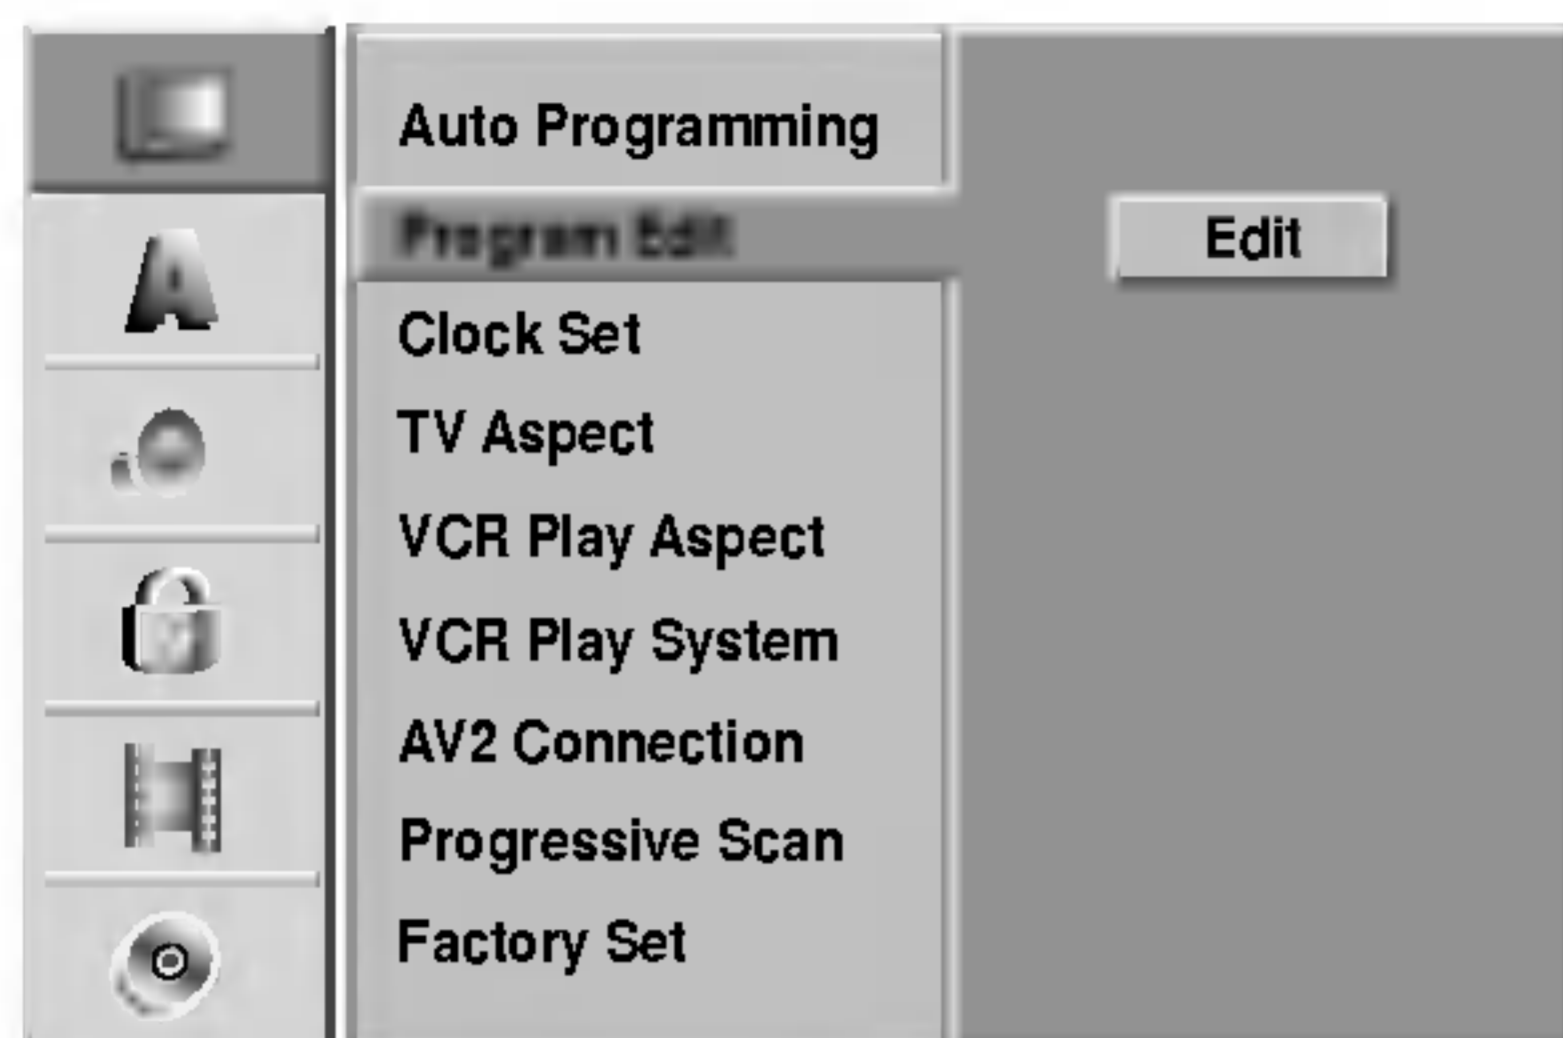 Auto Programming
Program Edit
Edit
Clock Set
TV Aspect
VCR Play Aspect
VCR Play System
AV2 Connection
Progressive Scan
Factory Set